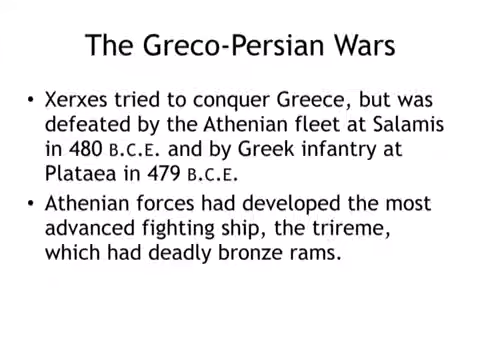 The Greco-Persian Wars
• Xerxes tried to conquer Greece, but was
defeated by the Athenian fleet at Salamis
in 480 B.C.E. and by Greek infantry at
Plataea in 479 B.C.E.
• Athenian forces had developed the most
advanced fighting ship, the trireme,
which had deadly bronze rams.